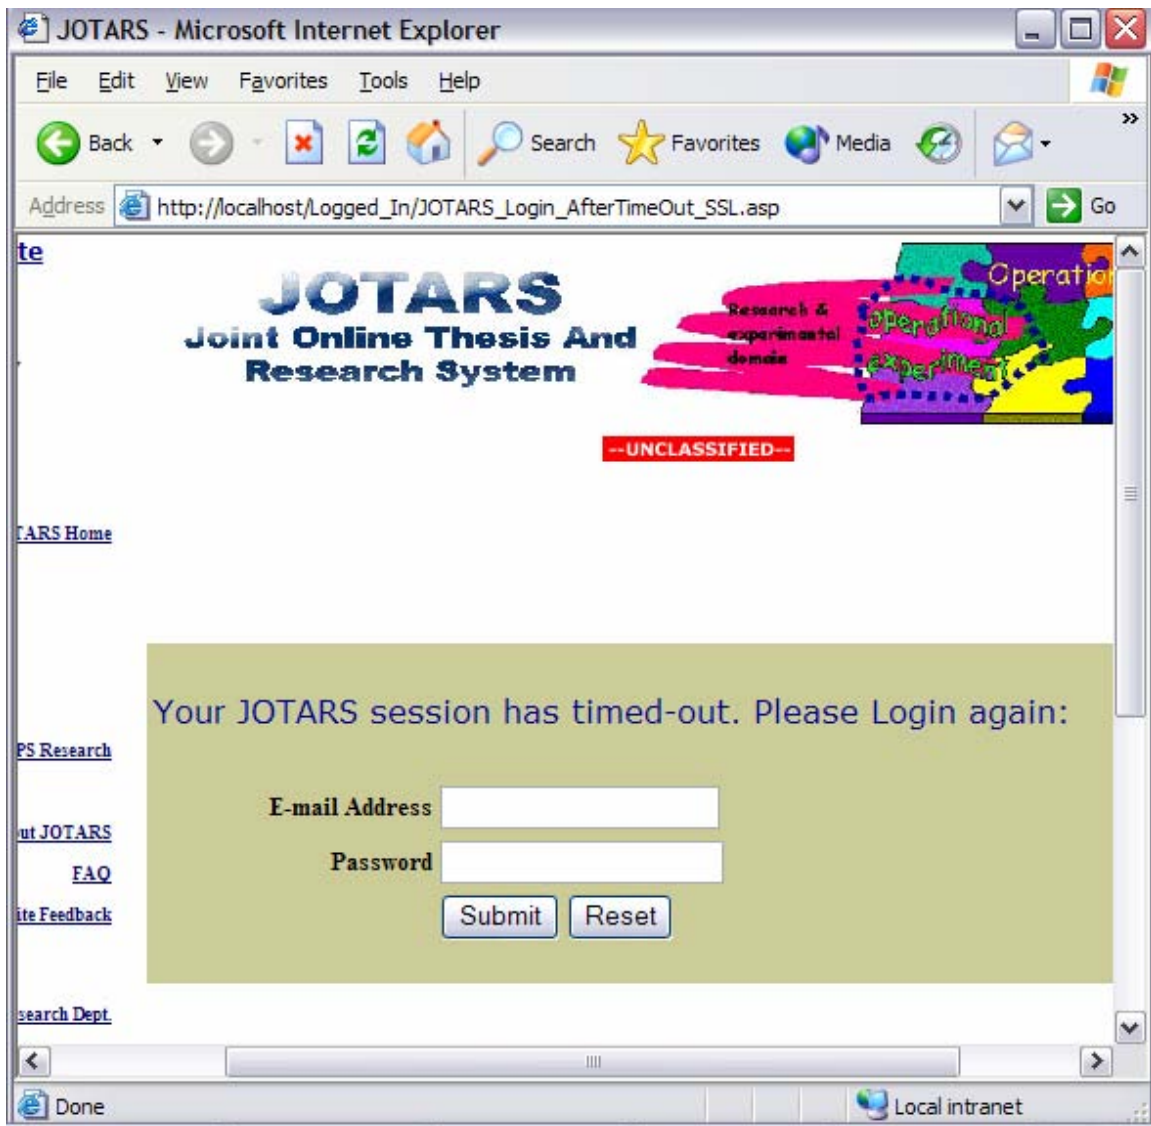 JOTARS - Microsoft Internet Explorer
File Edit View Favorites Tools Help
Back Search Favorites Media »
Address http://localhost/Logged_In/JOTARS_Login_AfterTimeOut_SSL.asp Go
te
JOTARS
Joint Online Thesis And
Research System
Research &
experimental
domain
Operation
operational
experiment
--UNCLASSIFIED--
TARS Home
Your JOTARS session has timed-out. Please Login again:
PS Research
E-mail Address
ut JOTARS
Password
FAQ
ite Feedback
Submit Reset
search Dept.
Done Local intranet